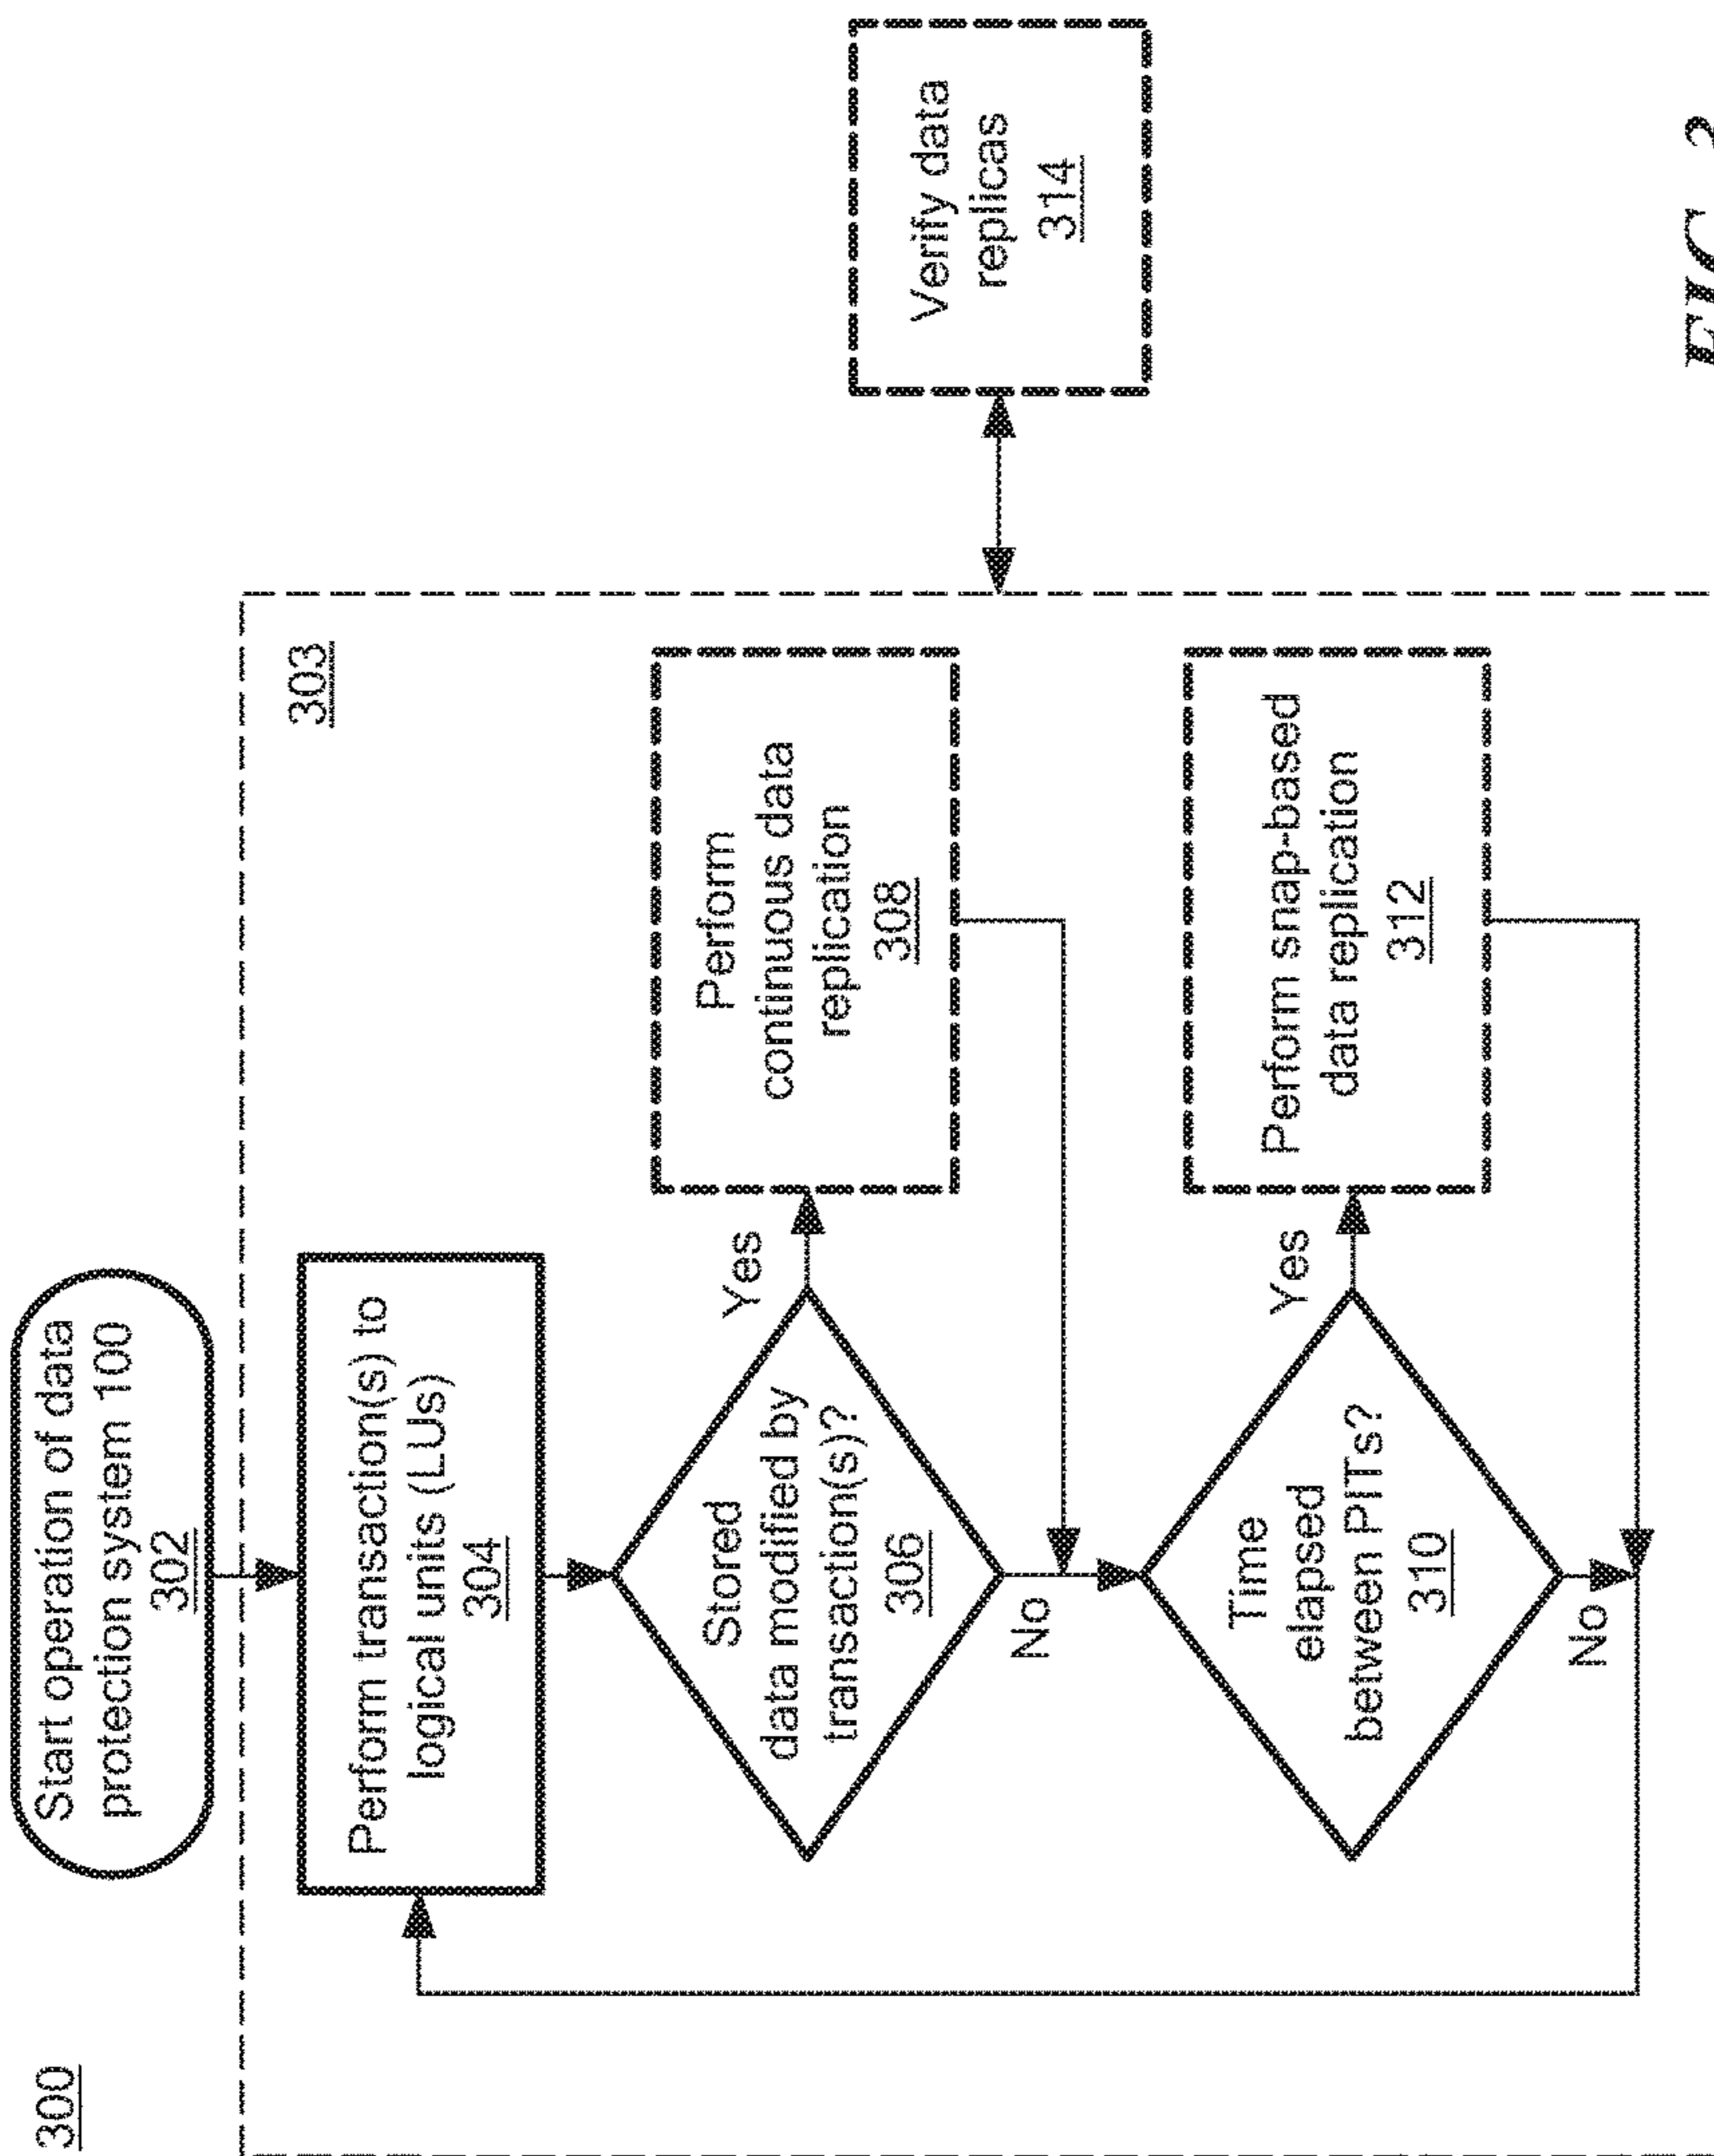 300
Start operation of data
protection system 100
302
303
Perform transaction(s) to
logical units (LUs)
304
Stored
data modified by
transaction(s)?
306
Yes
No
Perform
continuous data
replication
308
Time
elapsed
between PITs?
310
Yes
No
Perform snap-based
data replication
312
Verify data
replicas
314